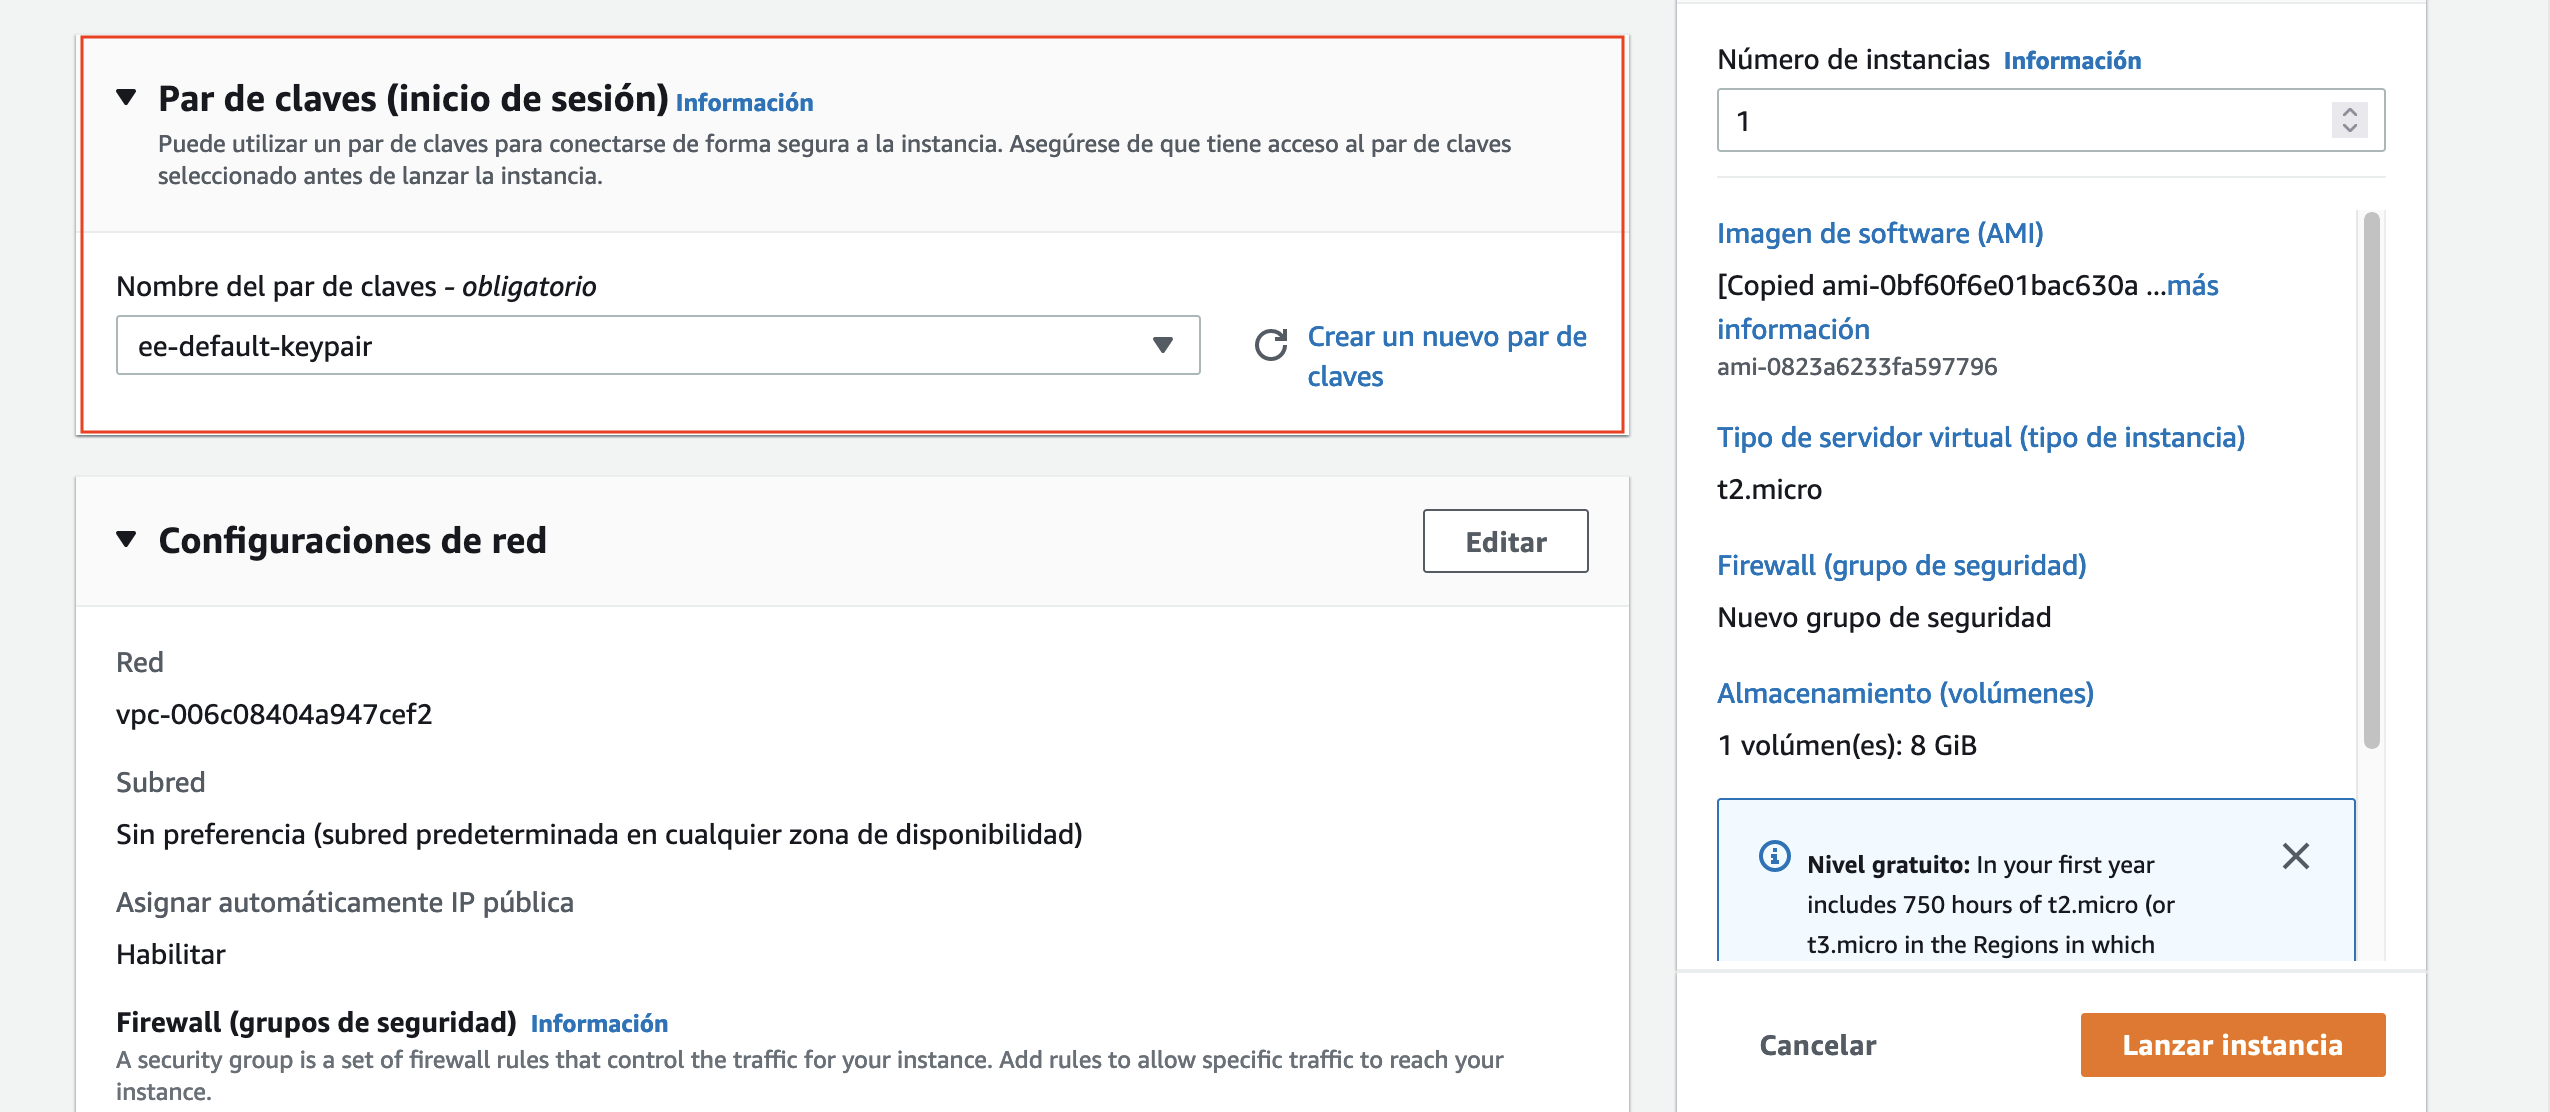 Par de claves (inicio de sesión) Información
Puede utilizar un par de claves para conectarse de forma segura a la instancia. Asegúrese de que tiene acceso al par de claves
seleccionado antes de lanzar la instancia.
Nombre del par de claves - obligatorio
ee-default-keypair
Crear un nuevo par de
claves
Configuraciones de red
Editar
Red
vpc-006c08404a947cef2
Subred
Sin preferencia (subred predeterminada en cualquier zona de disponibilidad)
Asignar automáticamente IP pública
Habilitar
Firewall (grupos de seguridad) Información
A security group is a set of firewall rules that control the traffic for your instance. Add rules to allow specific traffic to reach your
instance.
Número de instancias Información
1
Imagen de software (AMI)
[Copied ami-0bf60f6e01bac630a ...más
información
ami-0823a6233fa597796
Tipo de servidor virtual (tipo de instancia)
t2.micro
Firewall (grupo de seguridad)
Nuevo grupo de seguridad
Almacenamiento (volúmenes)
1 volúmen(es): 8 GiB
Nivel gratuito: In your first year
includes 750 hours of t2.micro (or
t3.micro in the Regions in which
Cancelar
Lanzar instancia